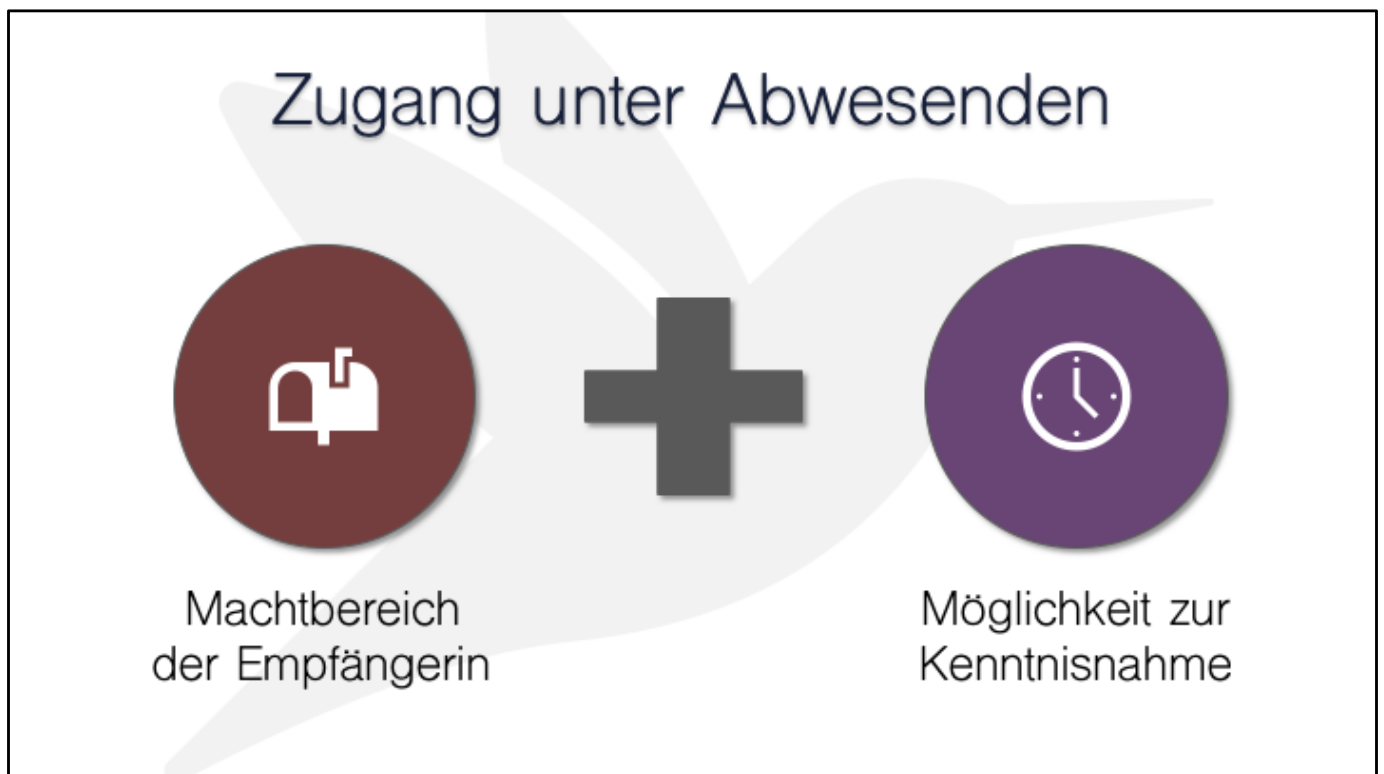 Zugang unter Abwesenden
Machtbereich
der Empfängerin
Möglichkeit zur
Kenntnisnahme